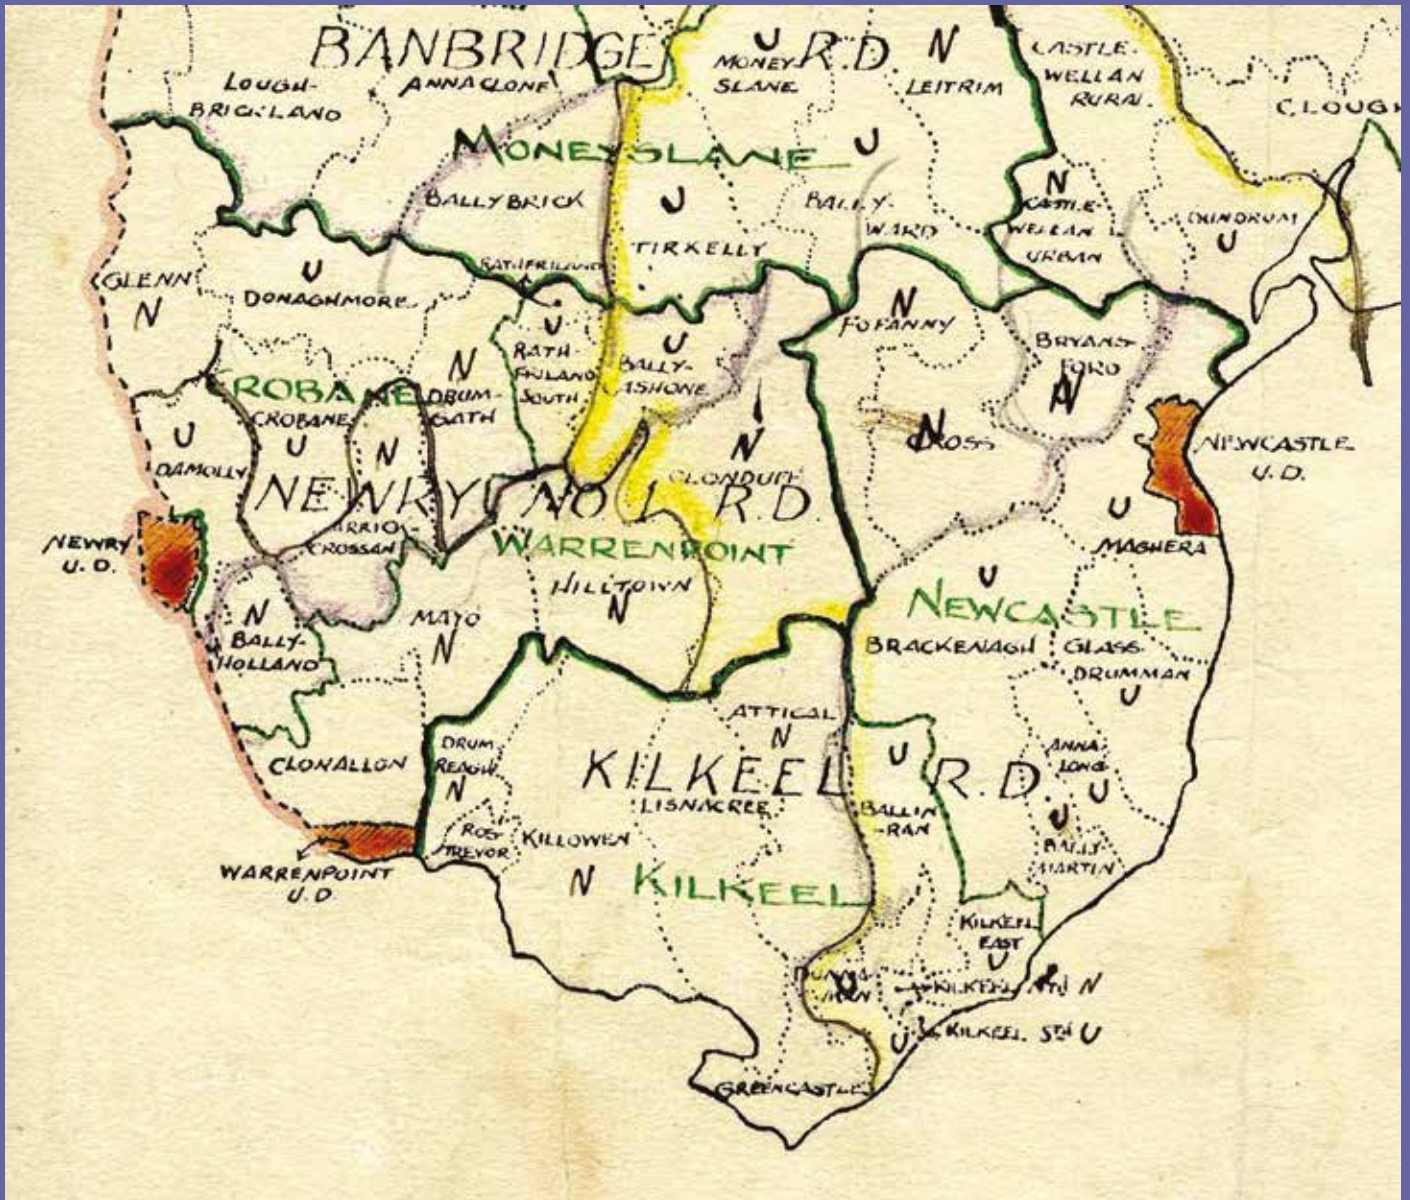 BANBRIDGE R.D.
U
N
MONEY-
SLANE
LEITRIM
CASTLE-
WELLAN
RURAL
CLOUGH
LOUGH-
BRICKLAND
ANNACLONE
MONEYSLANE
U
BALLYBRICK
U
TIRKELLY
BALLY-
WARD
N
CASTLE-
WELLAN
URBAN
DUNDRUM
U
GLENN
N
U
DONAGHMORE
RATHFRILAND
U
RATH-
FRILAND
SOUTH
U
BALLY-
N
FOFANNY
BRYANS-
FORD
N
CROBANE
CROBANE
U
N
N
DRUM-
GATH
U
DAMOLLY
N
CLONDUFF
N
CROSS
NEWCASTLE
U.D.
NEWRY NO 1 R.D.
CROSSAN
NEWRY
U.D.
WARRENPOINT
HILLTOWN
N
U
MAGHERA
U
NEWCASTLE
BRACKENAGH
GLASS-
DRUMMAN
U
N
BALLY-
HOLLAND
MAYO
N
CLONALLON
DRUM-
REAGH
N
ATTICAL
N
KILKEEL R.D.
LISNACREE
U
BALLIN
-RAN
ANNA-
LONG
U
U
BALLY-
MARTIN
ROS-
TREVOR
KILLOWEN
N
KILKEEL
WARRENPOINT
U.D
KILKEEL
EAST
U
U
KILKEEL NTH N
U
KILKEEL STH U
GREENCASTLE